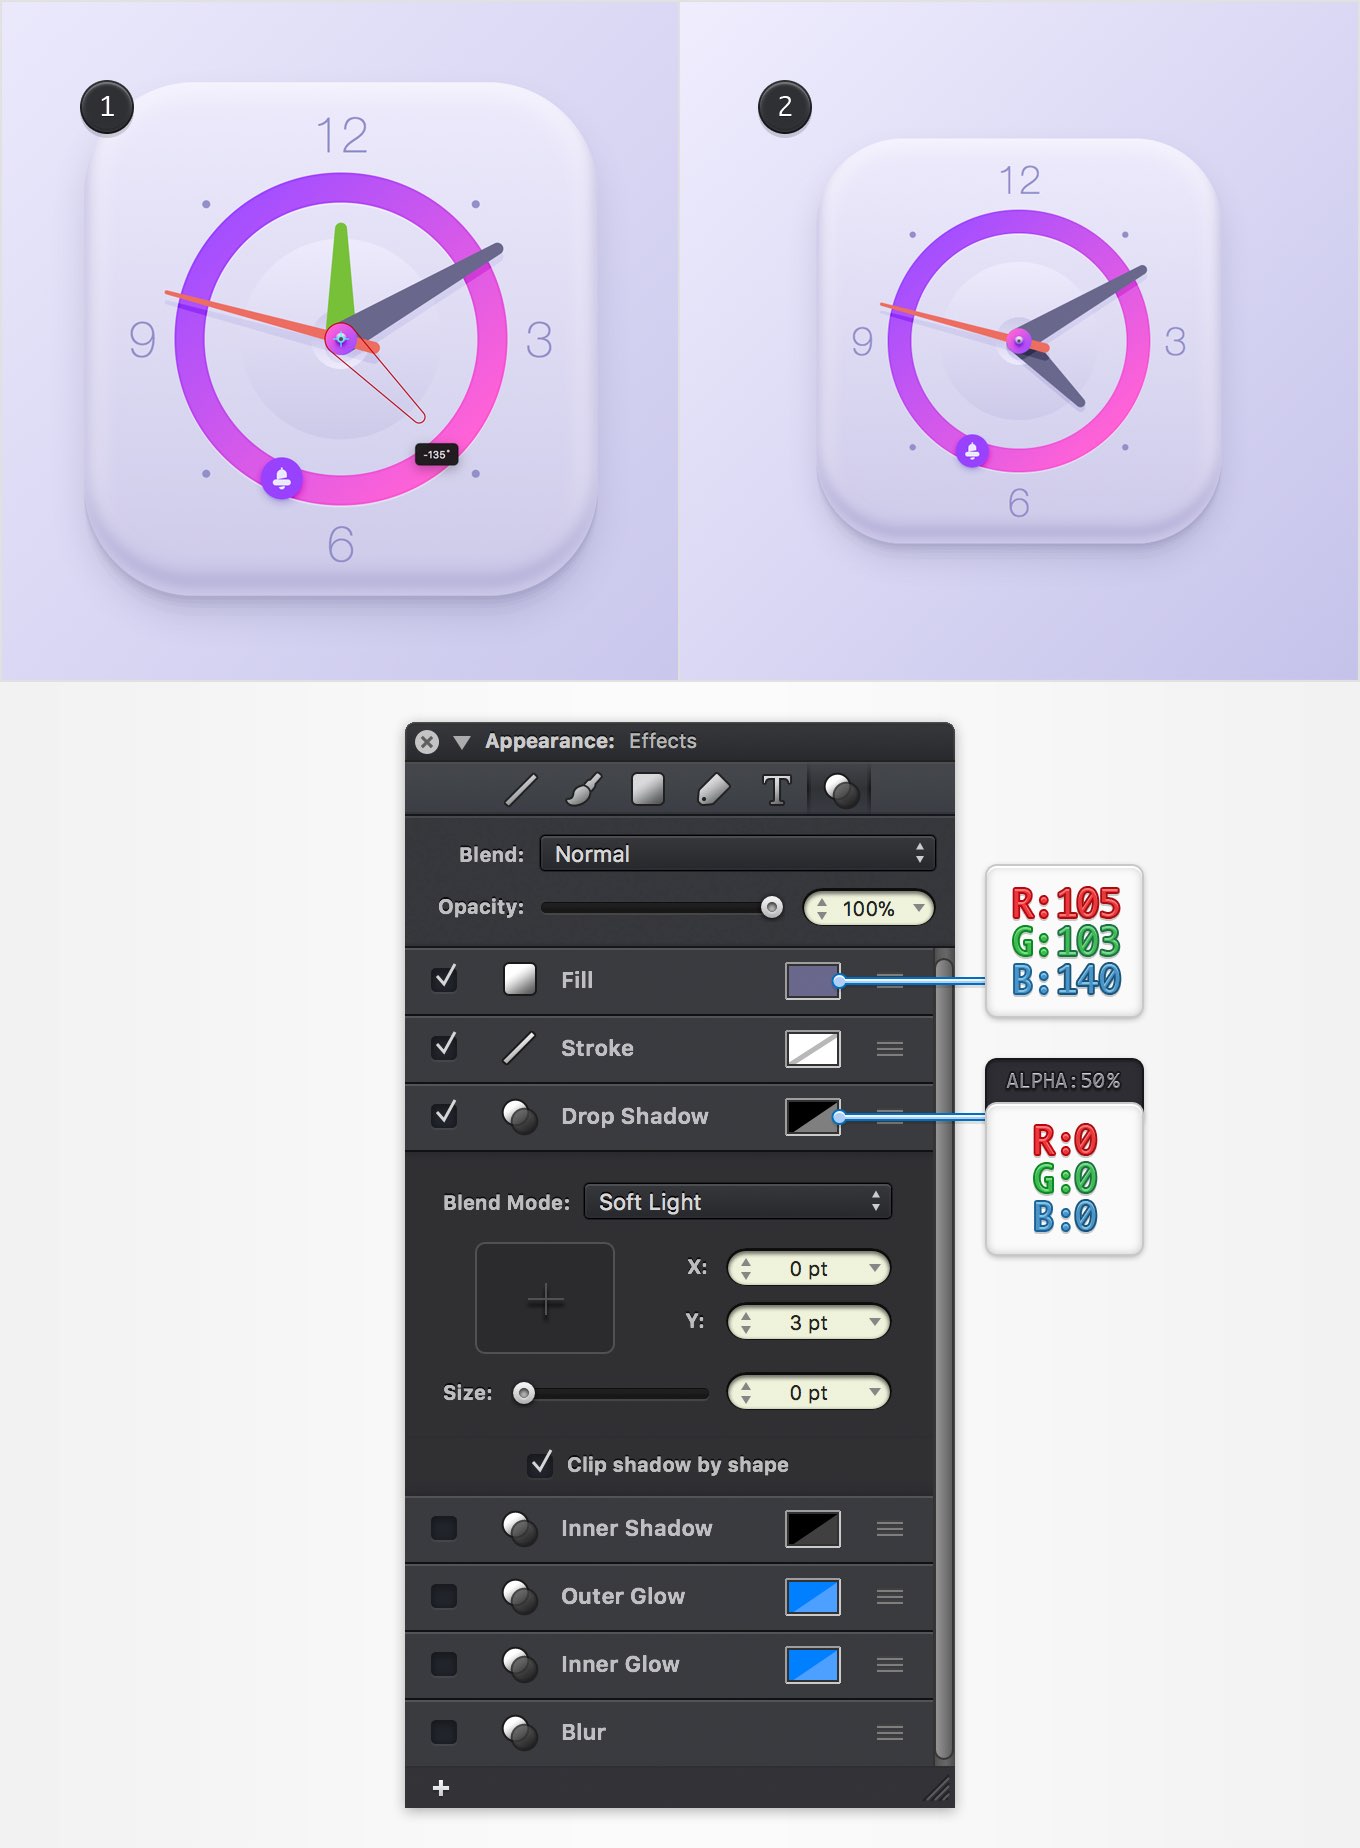 1
12
9
3
-135°
6
2
12
9
3
6
Appearance: Effects
T
Blend: Normal
Opacity: 100%
Fill
R:105
G:103
B:140
Stroke
Drop Shadow
ALPHA:50%
R:0
G:0
B:0
Blend Mode: Soft Light
X: 0 pt
Y: 3 pt
Size: 0 pt
Clip shadow by shape
Inner Shadow
Outer Glow
Inner Glow
Blur
+